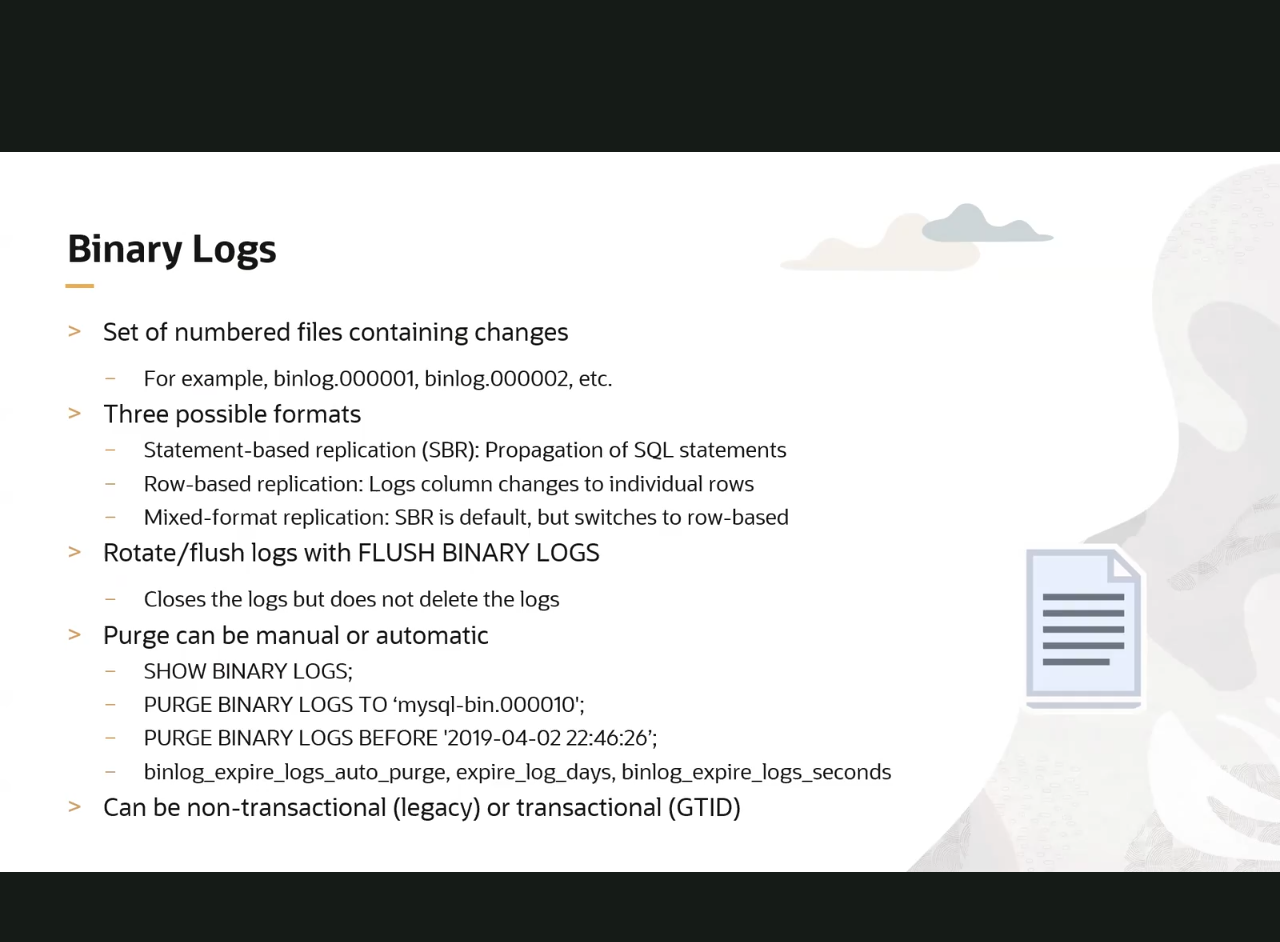 Binary Logs
> Set of numbered files containing changes
– For example, binlog.000001, binlog.000002, etc.
> Three possible formats
– Statement-based replication (SBR): Propagation of SQL statements
– Row-based replication: Logs column changes to individual rows
– Mixed-format replication: SBR is default, but switches to row-based
> Rotate/flush logs with FLUSH BINARY LOGS
– Closes the logs but does not delete the logs
> Purge can be manual or automatic
– SHOW BINARY LOGS;
– PURGE BINARY LOGS TO ‘mysql-bin.000010';
– PURGE BINARY LOGS BEFORE '2019-04-02 22:46:26’;
– binlog_expire_logs_auto_purge, expire_log_days, binlog_expire_logs_seconds
> Can be non-transactional (legacy) or transactional (GTID)